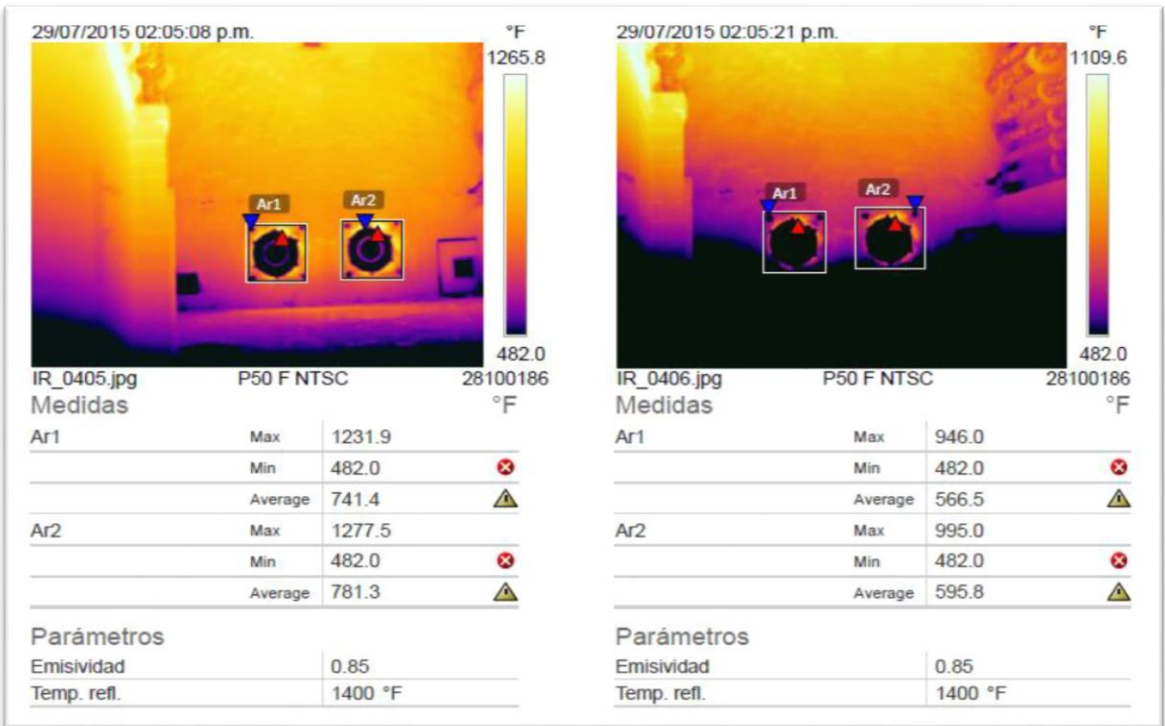 29/07/2015 02:05:08 p.m. °F
1265.8
Ar1 Ar2
482.0
IR_0405.jpg P50 F NTSC 28100186
Medidas °F
Ar1 Max 1231.9
Min 482.0
Average 741.4
Ar2 Max 1277.5
Min 482.0
Average 781.3
Parámetros
Emisividad 0.85
Temp. refl. 1400 °F
29/07/2015 02:05:21 p.m. °F
1109.6
Ar1 Ar2
482.0
IR_0406.jpg P50 F NTSC 28100186
Medidas °F
Ar1 Max 946.0
Min 482.0
Average 566.5
Ar2 Max 995.0
Min 482.0
Average 595.8
Parámetros
Emisividad 0.85
Temp. refl. 1400 °F